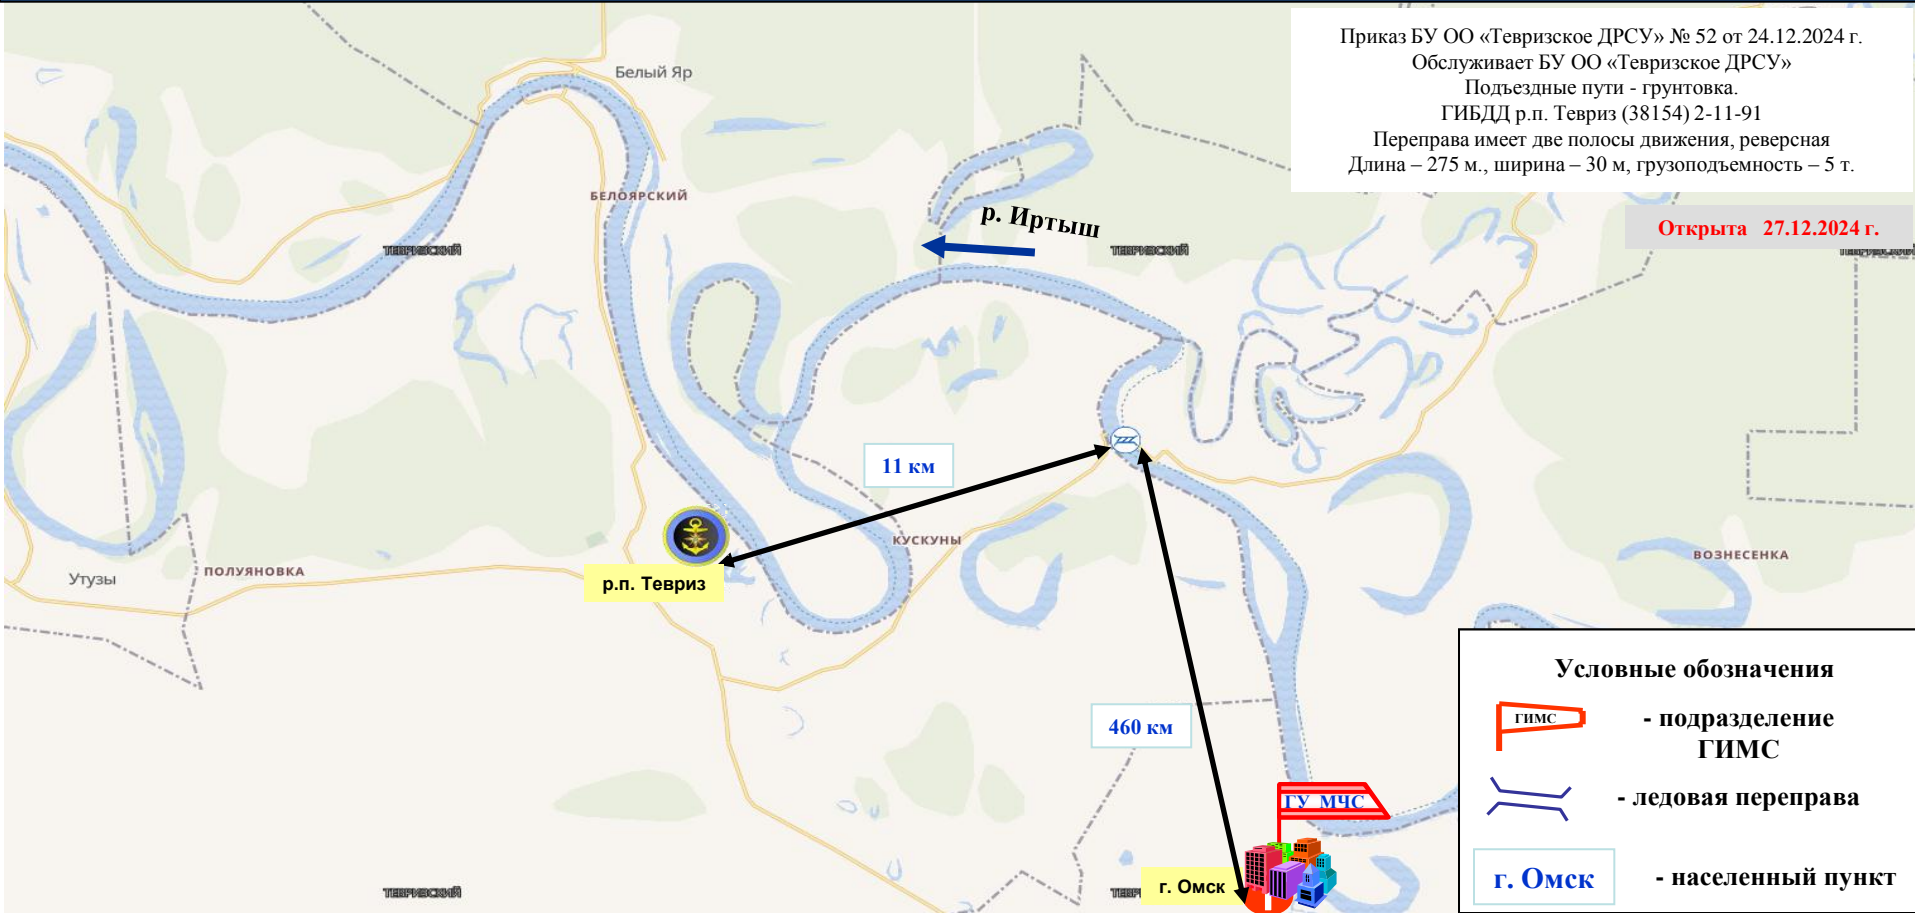 Приказ БУ ОО «Тевризское ДРСУ» № 52 от 24.12.2024 г.
Обслуживает БУ ОО «Тевризское ДРСУ»
Подъездные пути - грунтовка.
ГИБДД р.п. Тевриз (38154) 2-11-91
Переправа имеет две полосы движения, реверсная
Длина – 275 м., ширина – 30 м, грузоподъемность – 5 т.
Открыта 27.12.2024 г.
Белый Яр
БЕЛОЯРСКИЙ
р. Иртыш
ТЕВРИЗСКИЙ
ТЕВРИЗСКИЙ
ТЕВРИЗСКИЙ
11 км
КУСКУНЫ
ВОЗНЕСЕНКА
Утузы
ПОЛУЯНОВКА
р.п. Тевриз
460 км
ГУ МЧС
г. Омск
ТЕВРИЗСКИЙ
Условные обозначения
ГИМС
- подразделение
ГИМС
- ледовая переправа
г. Омск
- населенный пункт